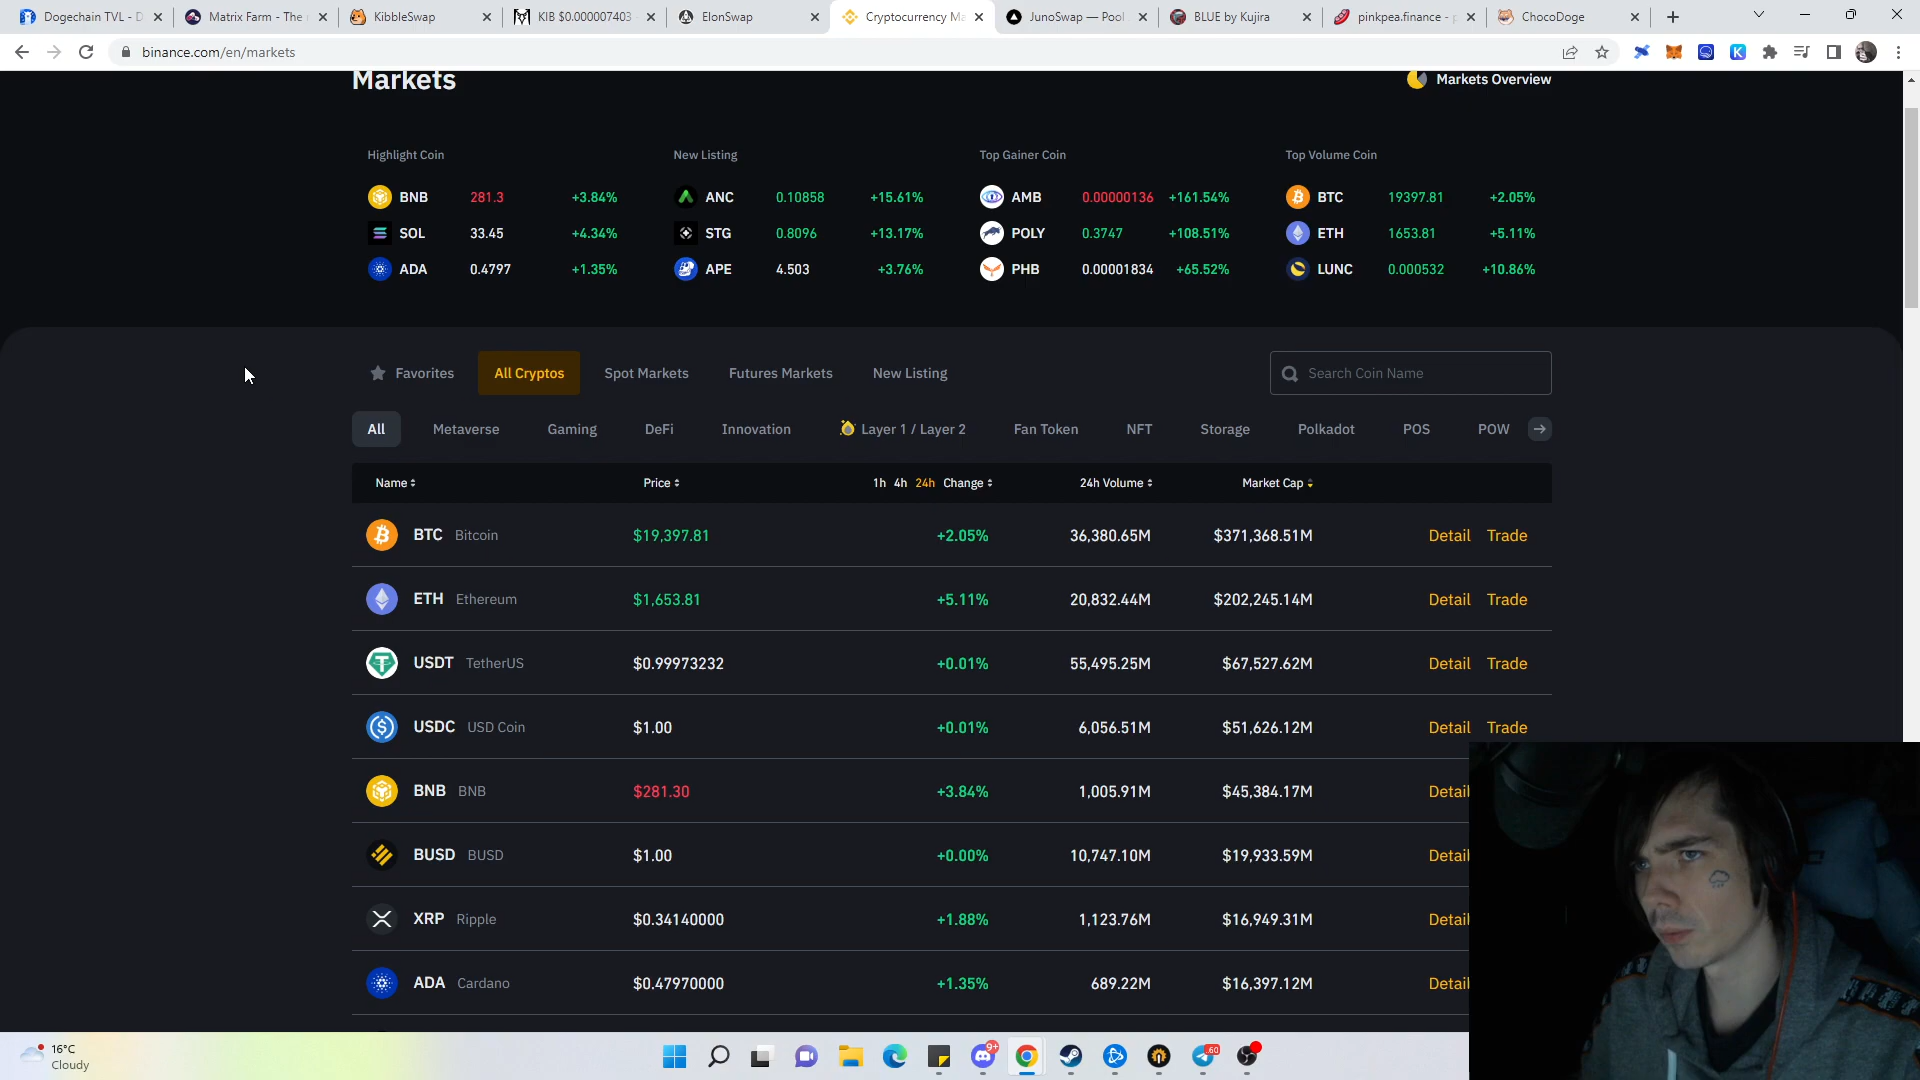 Dogechain TVL - D
Matrix Farm - The
KibbleSwap
KIB $0.000007403
ElonSwap
Cryptocurrency Ma
JunoSwap — Pool
BLUE by Kujira
pinkpea.finance -
ChocoDoge
binance.com/en/markets
Markets
Markets Overview
Highlight Coin
New Listing
Top Gainer Coin
Top Volume Coin
BNB 281.3 +3.84%
ANC 0.10858 +15.61%
AMB 0.00000136 +161.54%
BTC 19397.81 +2.05%
SOL 33.45 +4.34%
STG 0.8096 +13.17%
POLY 0.3747 +108.51%
ETH 1653.81 +5.11%
ADA 0.4797 +1.35%
APE 4.503 +3.76%
PHB 0.00001834 +65.52%
LUNC 0.000532 +10.86%
Favorites All Cryptos Spot Markets Futures Markets New Listing
Search Coin Name
All Metaverse Gaming DeFi Innovation Layer 1 / Layer 2 Fan Token NFT Storage Polkadot POS POW
Name Price 1h 4h 24h Change 24h Volume Market Cap
BTC Bitcoin $19,397.81 +2.05% 36,380.65M $371,368.51M Detail Trade
ETH Ethereum $1,653.81 +5.11% 20,832.44M $202,245.14M Detail Trade
USDT TetherUS $0.99973232 +0.01% 55,495.25M $67,527.62M Detail Trade
USDC USD Coin $1.00 +0.01% 6,056.51M $51,626.12M Detail Trade
BNB BNB $281.30 +3.84% 1,005.91M $45,384.17M Detail
BUSD BUSD $1.00 +0.00% 10,747.10M $19,933.59M Detail
XRP Ripple $0.34140000 +1.88% 1,123.76M $16,949.31M Detail
ADA Cardano $0.47970000 +1.35% 689.22M $16,397.12M Detail
16°C
Cloudy
9+
.60